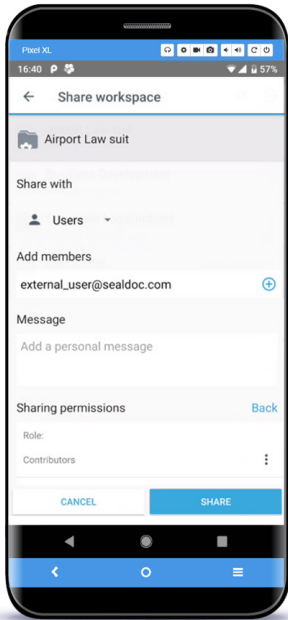 Pixel XL
16:40
57%
Share workspace
Airport Law suit
Share with
Users
Add members
external_user@sealdoc.com
Message
Add a personal message
Sharing permissions
Back
Role:
Contributors
CANCEL
SHARE